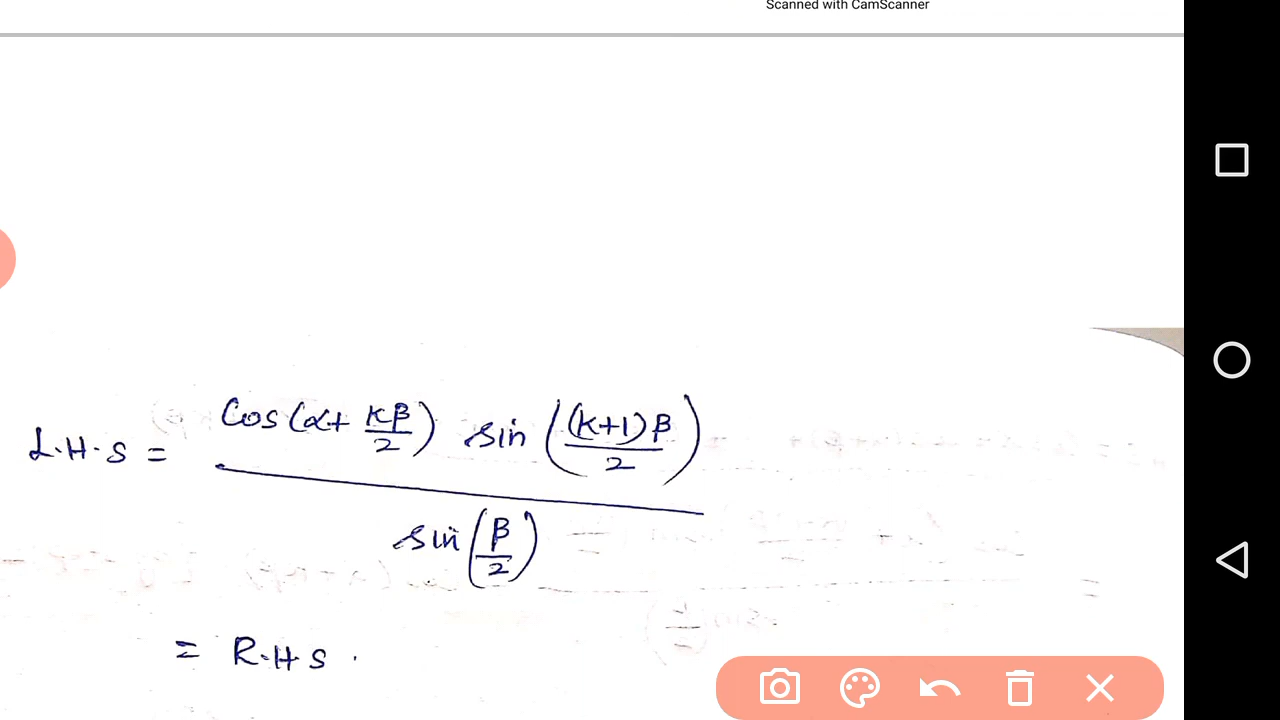 Scanned with CamScanner
L.H.S = cos(α + kβ/2) sin((k+1)β/2) / sin(β/2)
= R.H.S.